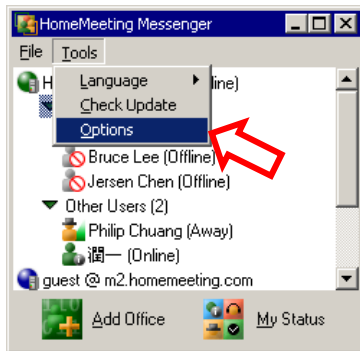 HomeMeeting Messenger
File Tools
H line)
Language
Check Update
Options
Bruce Lee (Offline)
Jersen Chen (Offline)
Other Users (2)
Philip Chuang (Away)
潤一 (Online)
guest @ m2.homemeeting.com
Add Office My Status